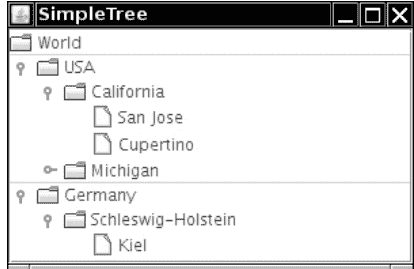 SimpleTree
World
USA
California
San Jose
Cupertino
Michigan
Germany
Schleswig-Holstein
Kiel